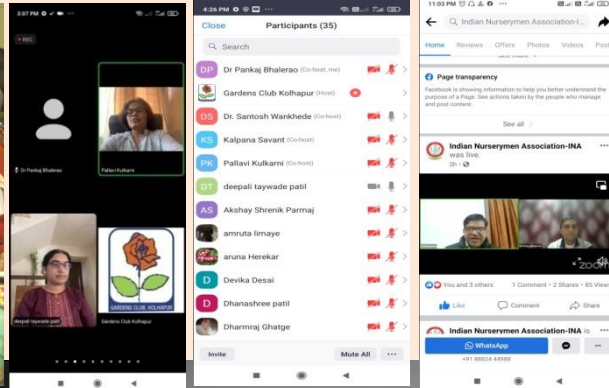 3:07 PM
REC
Dr Pankaj Bhalerao
Pallavi Kulkarni
deepali taywade patil
GARDENS CLUB, KOLHAPUR
Gardens Club Kolhapur
4:26 PM
Close
Participants (35)
Search
DP Dr Pankaj Bhalerao (Co-host, me)
Gardens Club Kolhapur (Host)
DS Dr. Santosh Wankhede (Co-host)
KS Kalpana Savant (Co-host)
PK Pallavi Kulkarni (Co-host)
DT deepali taywade patil
AS Akshay Shrenik Parmaj
amruta limaye
aruna Herekar
D Devika Desai
D Dhanashree patil
Dharmraj Ghatge
Invite
Mute All
11:03 PM
Indian Nurserymen Association-I...
Home Reviews Offers Photos Videos Post
Page transparency
Facebook is showing information to help you better understand the
purpose of a Page. See actions taken by the people who manage
and post content.
See all
Indian Nurserymen Association-INA
was live.
2h
zoom
You and 3 others
1 Comment • 2 Shares • 85 View
Like
Comment
Share
Indian Nurserymen Association-INA is
WhatsApp